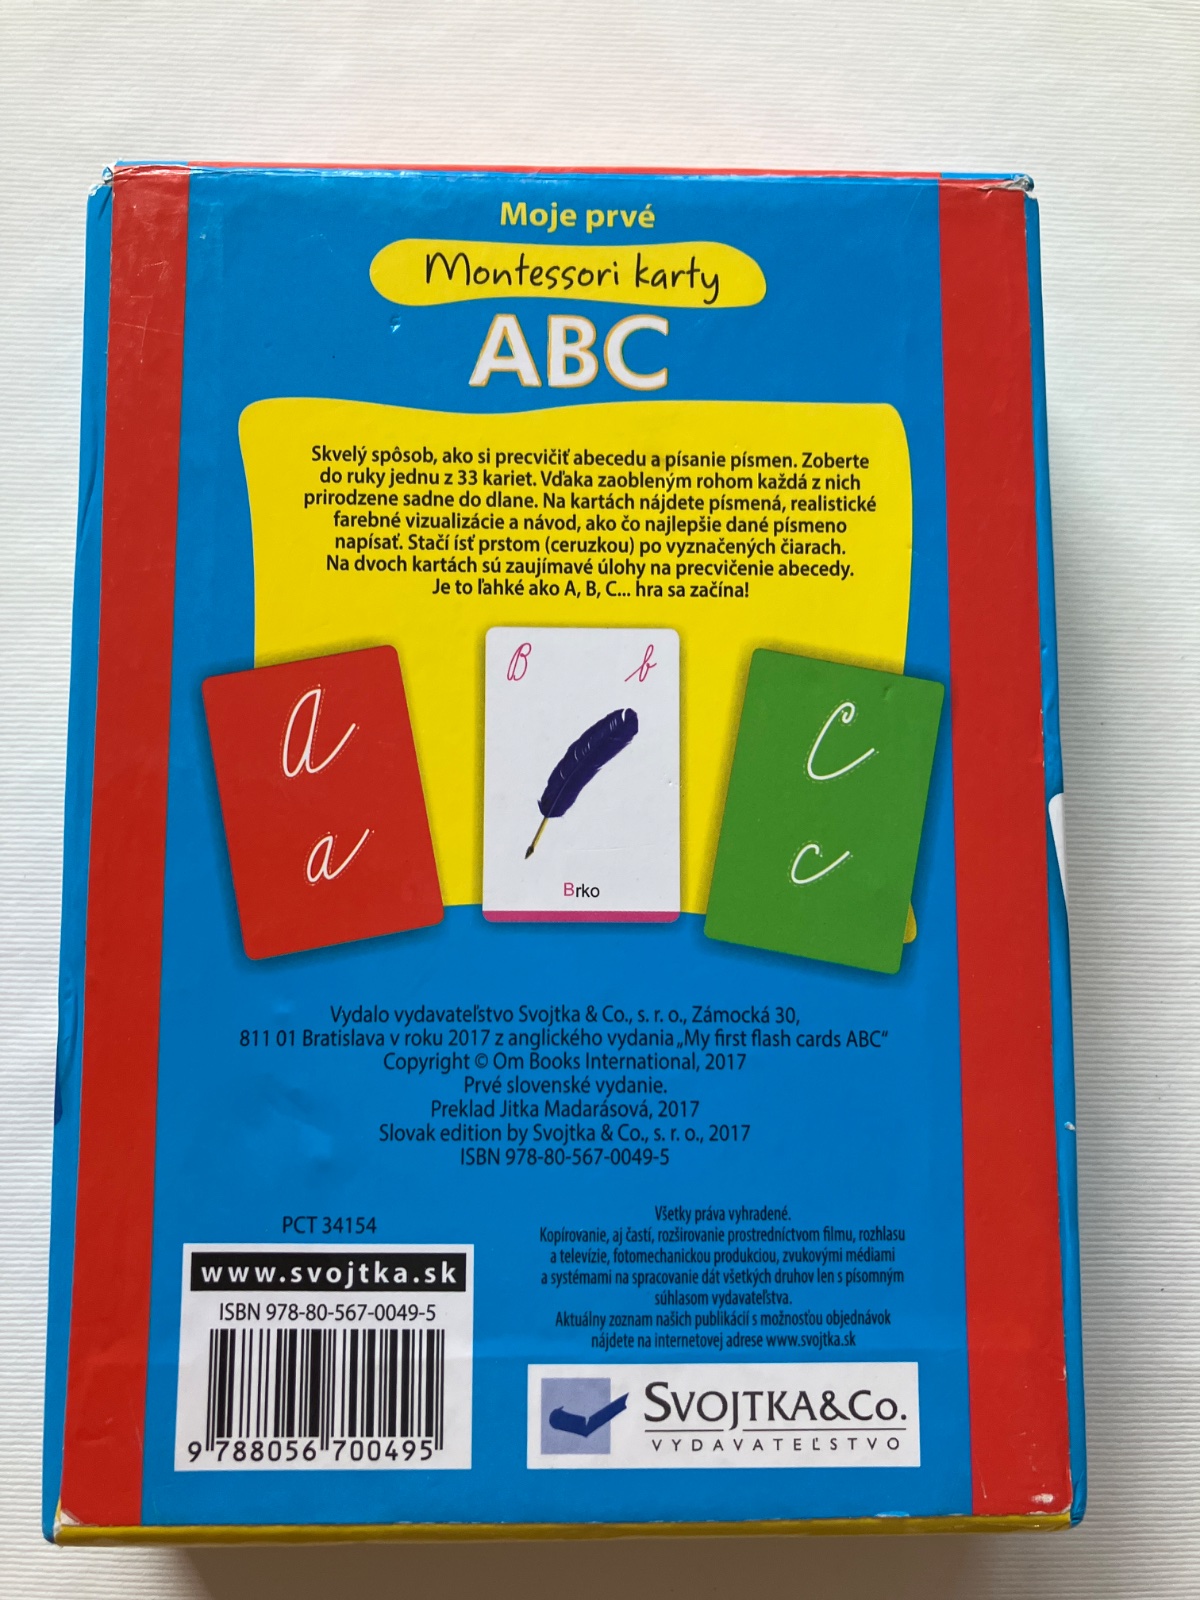 Moje prvé
Montessori karty
ABC
Skvelý spôsob, ako si precvičiť abecedu a písanie písmen. Zoberte
do ruky jednu z 33 kariet. Vďaka zaobleným rohom každá z nich
prirodzene sadne do dlane. Na kartách nájdete písmená, realistické
farebné vizualizácie a návod, ako čo najlepšie dané písmeno
napísať. Stačí ísť prstom (ceruzkou) po vyznačených čiarach.
Na dvoch kartách sú zaujímavé úlohy na precvičenie abecedy.
Je to ľahké ako A, B, C... hra sa začína!
A
a
B b
Brko
C
c
Vydalo vydavateľstvo Svojtka & Co., s. r. o., Zámocká 30,
811 01 Bratislava v roku 2017 z anglického vydania „My first flash cards ABC“
Copyright © Om Books International, 2017
Prvé slovenské vydanie.
Preklad Jitka Madarásová, 2017
Slovak edition by Svojtka & Co., s. r. o., 2017
ISBN 978-80-567-0049-5
PCT 34154
www.svojtka.sk
ISBN 978-80-567-0049-5
9 788056 700495
Všetky práva vyhradené.
Kopírovanie, aj častí, rozširovanie prostredníctvom filmu, rozhlasu
a televízie, fotomechanickou produkciou, zvukovými médiami
a systémami na spracovanie dát všetkých druhov len s písomným
súhlasom vydavateľstva.
Aktuálny zoznam našich publikácií s možnosťou objednávok
nájdete na internetovej adrese www.svojtka.sk
SVOJTKA&CO.
VYDAVATEĽSTVO